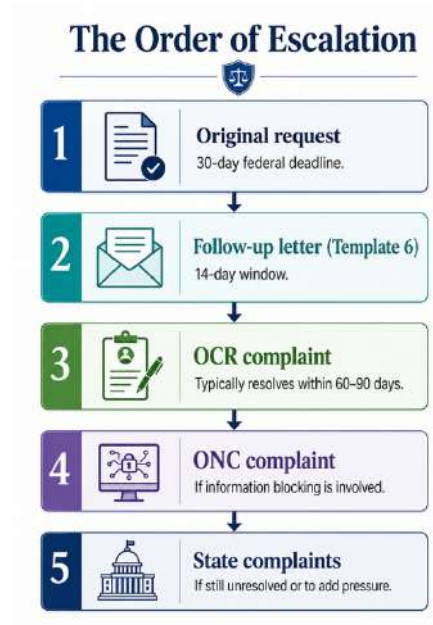 The Order of Escalation
1
Original request
30-day federal deadline.
2
Follow-up letter (Template 6)
14-day window.
3
OCR complaint
Typically resolves within 60–90 days.
4
ONC complaint
If information blocking is involved.
5
State complaints
If still unresolved or to add pressure.